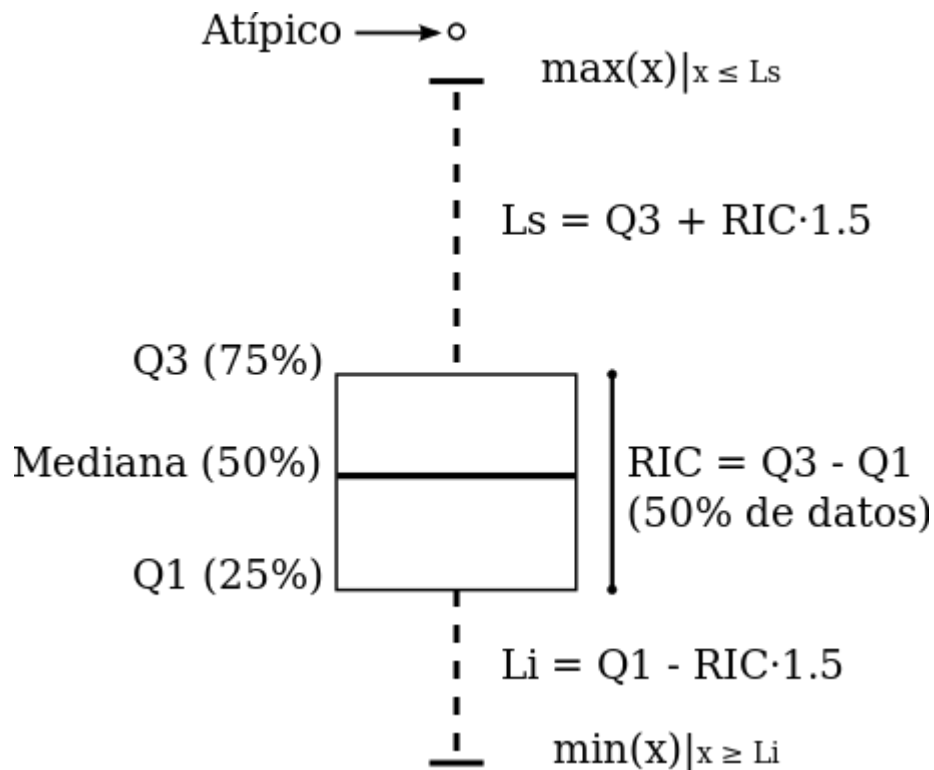 Atípico
max(x)|x ≤ Ls
Ls = Q3 + RIC·1.5
Q3 (75%)
Mediana (50%)
RIC = Q3 - Q1
(50% de datos)
Q1 (25%)
Li = Q1 - RIC·1.5
min(x)|x ≥ Li